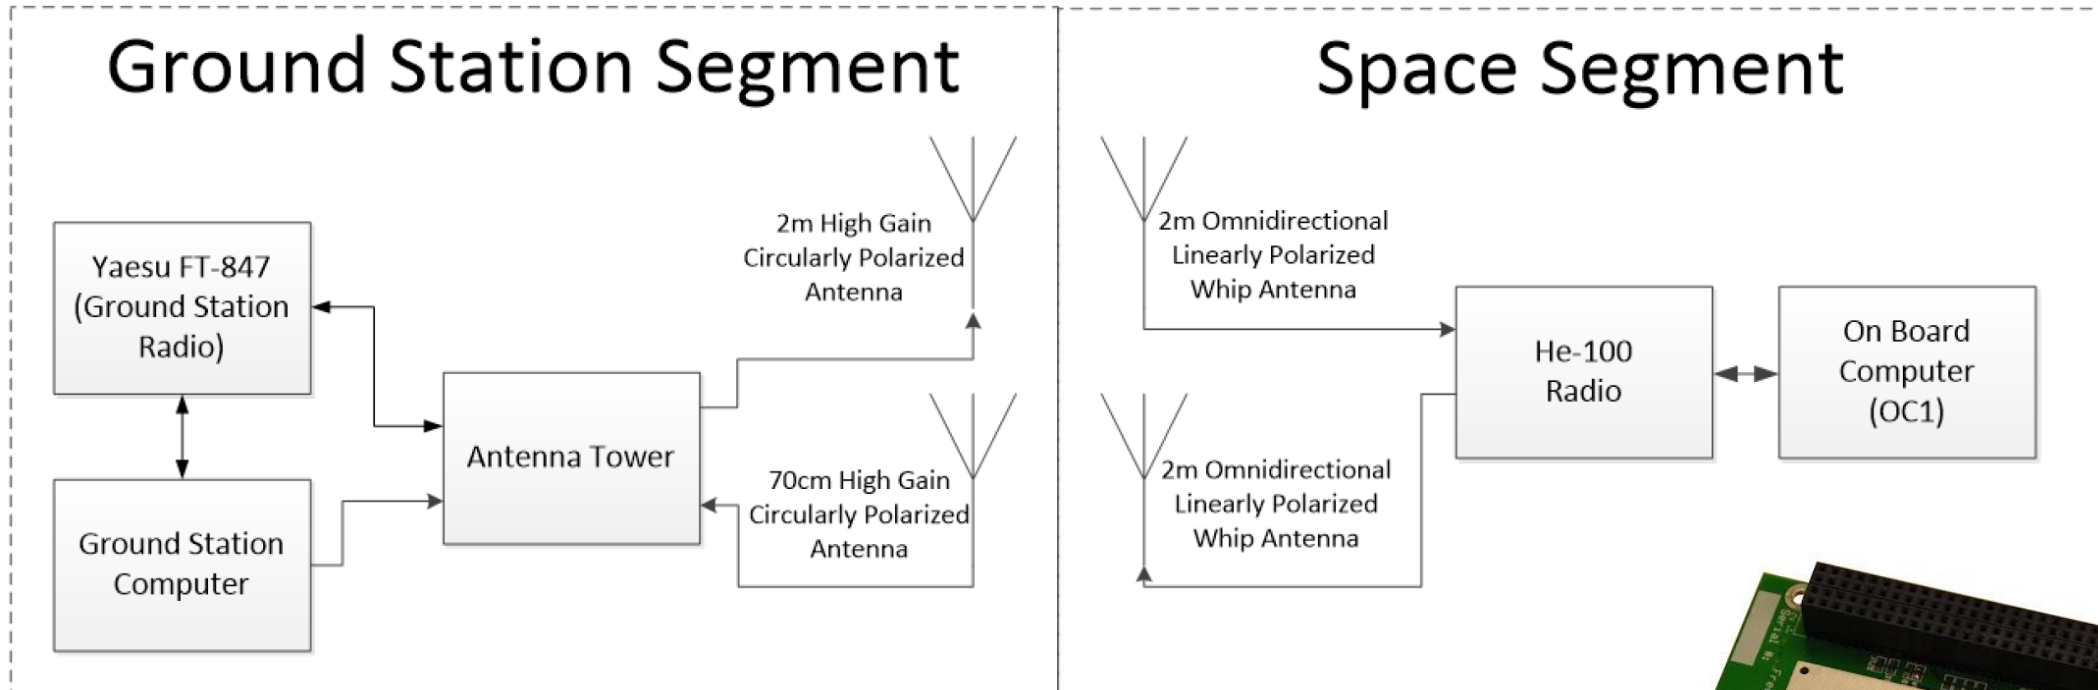 Ground Station Segment
Space Segment
2m High Gain
Circularly Polarized
Antenna
2m Omnidirectional
Linearly Polarized
Whip Antenna
Yaesu FT-847
(Ground Station
Radio)
He-100
Radio
On Board
Computer
(OC1)
Antenna Tower
70cm High Gain
Circularly Polarized
Antenna
2m Omnidirectional
Linearly Polarized
Whip Antenna
Ground Station
Computer
Serial #: